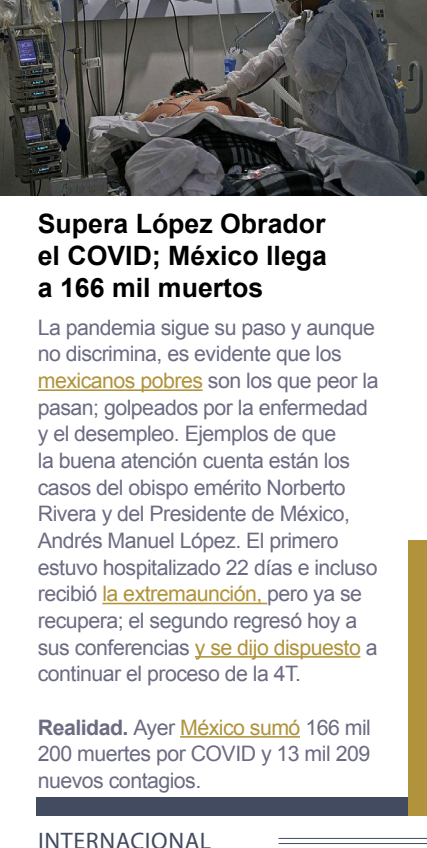 Supera López Obrador
el COVID; México llega
a 166 mil muertos
La pandemia sigue su paso y aunque
no discrimina, es evidente que los
mexicanos pobres son los que peor la
pasan; golpeados por la enfermedad
y el desempleo. Ejemplos de que
la buena atención cuenta están los
casos del obispo emérito Norberto
Rivera y del Presidente de México,
Andrés Manuel López. El primero
estuvo hospitalizado 22 días e incluso
recibió la extremaunción, pero ya se
recupera; el segundo regresó hoy a
sus conferencias y se dijo dispuesto a
continuar el proceso de la 4T.
Realidad. Ayer México sumó 166 mil
200 muertes por COVID y 13 mil 209
nuevos contagios.
INTERNACIONAL